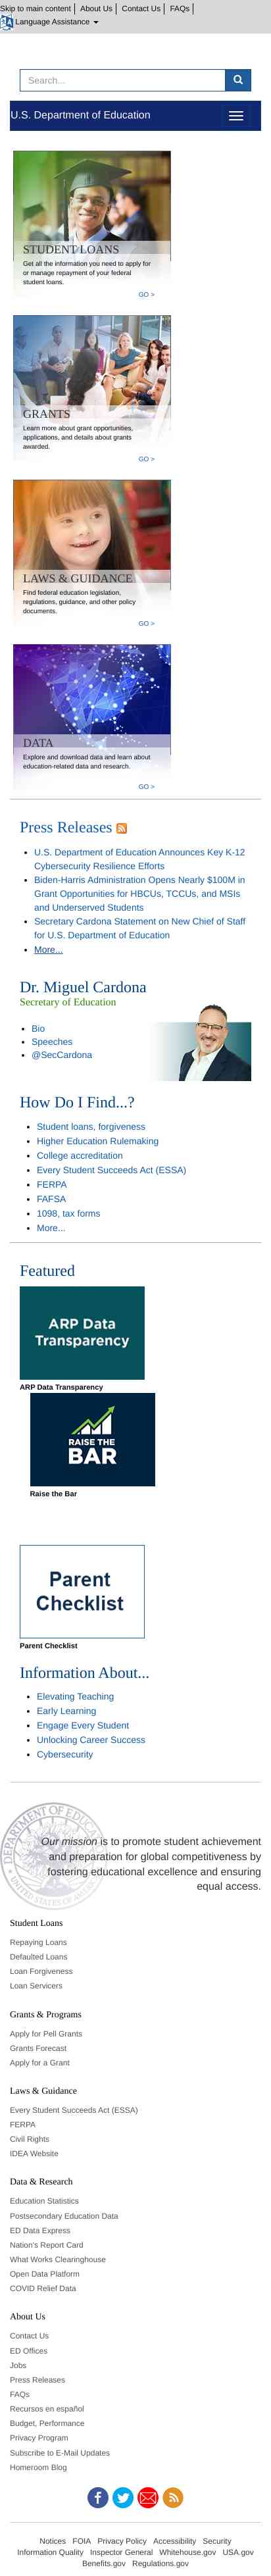 Skip to main content
About Us
Contact Us
FAQs
Language Assistance
Search...
U.S. Department of Education
STUDENT LOANS
Get all the information you need to apply for
or manage repayment of your federal
student loans.
GO >
GRANTS
Learn more about grant opportunities,
applications, and details about grants
awarded.
GO >
LAWS & GUIDANCE
Find federal education legislation,
regulations, guidance, and other policy
documents.
GO >
DATA
Explore and download data and learn about
education-related data and research.
GO >
Press Releases
U.S. Department of Education Announces Key K-12
Cybersecurity Resilience Efforts
Biden-Harris Administration Opens Nearly $100M in
Grant Opportunities for HBCUs, TCCUs, and MSIs
and Underserved Students
Secretary Cardona Statement on New Chief of Staff
for U.S. Department of Education
More...
Dr. Miguel Cardona
Secretary of Education
Bio
Speeches
@SecCardona
How Do I Find...?
Student loans, forgiveness
Higher Education Rulemaking
College accreditation
Every Student Succeeds Act (ESSA)
FERPA
FAFSA
1098, tax forms
More...
Featured
ARP Data
Transparency
ARP Data Transparency
RAISE THE
BAR
Raise the Bar
Parent
Checklist
Parent Checklist
Information About...
Elevating Teaching
Early Learning
Engage Every Student
Unlocking Career Success
Cybersecurity
Our mission is to promote student achievement
and preparation for global competitiveness by
fostering educational excellence and ensuring
equal access.
Student Loans
Repaying Loans
Defaulted Loans
Loan Forgiveness
Loan Servicers
Grants & Programs
Apply for Pell Grants
Grants Forecast
Apply for a Grant
Laws & Guidance
Every Student Succeeds Act (ESSA)
FERPA
Civil Rights
IDEA Website
Data & Research
Education Statistics
Postsecondary Education Data
ED Data Express
Nation's Report Card
What Works Clearinghouse
Open Data Platform
COVID Relief Data
About Us
Contact Us
ED Offices
Jobs
Press Releases
FAQs
Recursos en español
Budget, Performance
Privacy Program
Subscribe to E-Mail Updates
Homeroom Blog
Notices FOIA Privacy Policy Accessibility Security
Information Quality Inspector General Whitehouse.gov USA.gov
Benefits.gov Regulations.gov